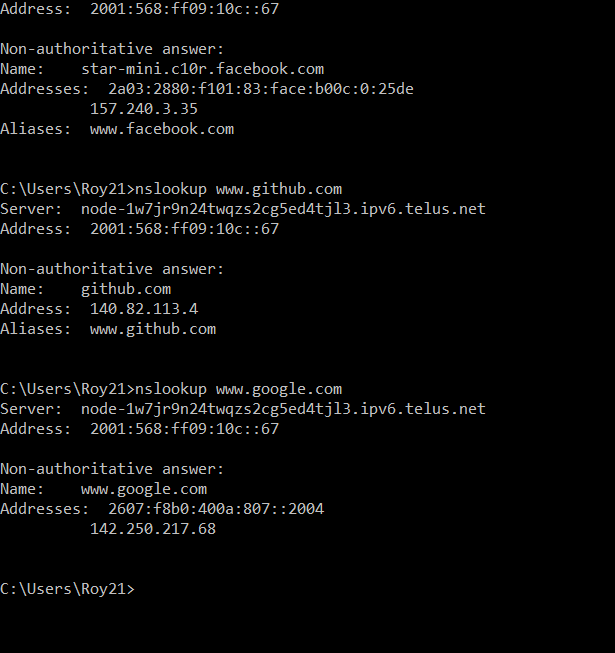 Address:  2001:568:ff09:10c::67
Non-authoritative answer:
Name:    star-mini.c10r.facebook.com
Addresses:  2a03:2880:f101:83:face:b00c:0:25de
157.240.3.35
Aliases:  www.facebook.com
C:\Users\Roy21>nslookup www.github.com
Server:  node-1w7jr9n24twqzs2cg5ed4tjl3.ipv6.telus.net
Address:  2001:568:ff09:10c::67
Non-authoritative answer:
Name:    github.com
Address:  140.82.113.4
Aliases:  www.github.com
C:\Users\Roy21>nslookup www.google.com
Server:  node-1w7jr9n24twqzs2cg5ed4tjl3.ipv6.telus.net
Address:  2001:568:ff09:10c::67
Non-authoritative answer:
Name:    www.google.com
Addresses:  2607:f8b0:400a:807::2004
142.250.217.68
C:\Users\Roy21>